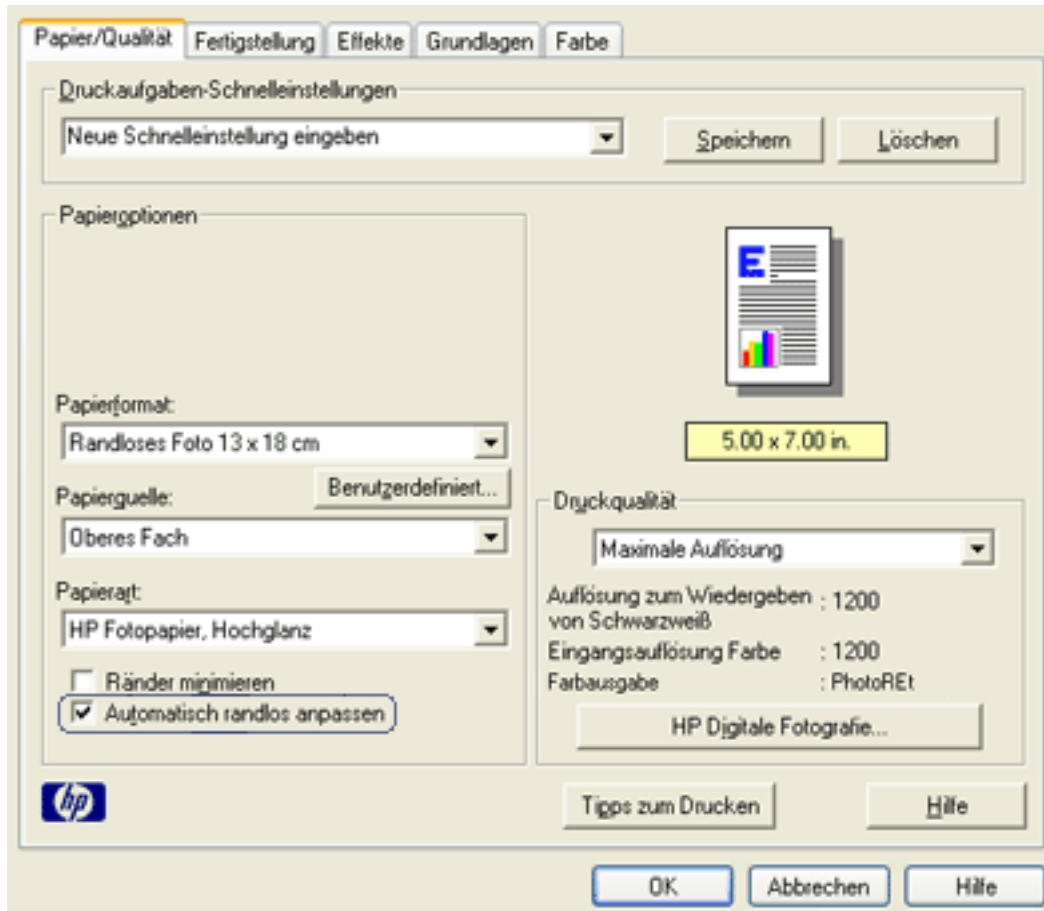 Papier/Qualität Fertigstellung Effekte Grundlagen Farbe
Druckaufgaben-Schnelleinstellungen
Neue Schnelleinstellung eingeben
Speichern
Löschen
Papieroptionen
E
Papierformat:
Randloses Foto 13 x 18 cm
5.00 x 7.00 in.
Benutzerdefiniert...
Papierquelle:
Oberes Fach
Papierart:
HP Fotopapier, Hochglanz
Ränder minimieren
Automatisch randlos anpassen
Druckqualität
Maximale Auflösung
Auflösung zum Wiedergeben : 1200
von Schwarzweiß
Eingangsauflösung Farbe : 1200
Farbausgabe : PhotoREt
HP Digitale Fotografie...
hp
Tipps zum Drucken
Hilfe
OK
Abbrechen
Hilfe